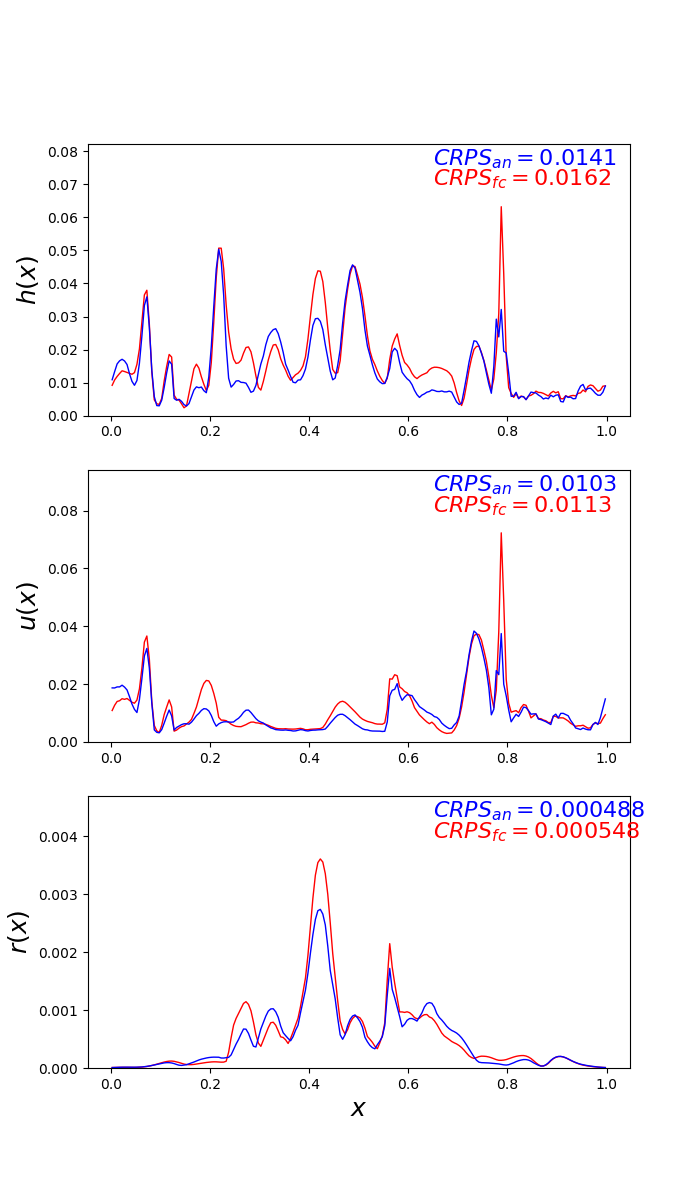 CRPS_an = 0.0141
CRPS_fc = 0.0162
0.08
0.07
0.06
0.05
0.04
0.03
0.02
0.01
0.00
h(x)
0.0 0.2 0.4 0.6 0.8 1.0
CRPS_an = 0.0103
CRPS_fc = 0.0113
0.08
0.06
0.04
0.02
0.00
u(x)
0.0 0.2 0.4 0.6 0.8 1.0
CRPS_an = 0.000488
CRPS_fc = 0.000548
0.004
0.003
0.002
0.001
0.000
r(x)
0.0 0.2 0.4 0.6 0.8 1.0
x